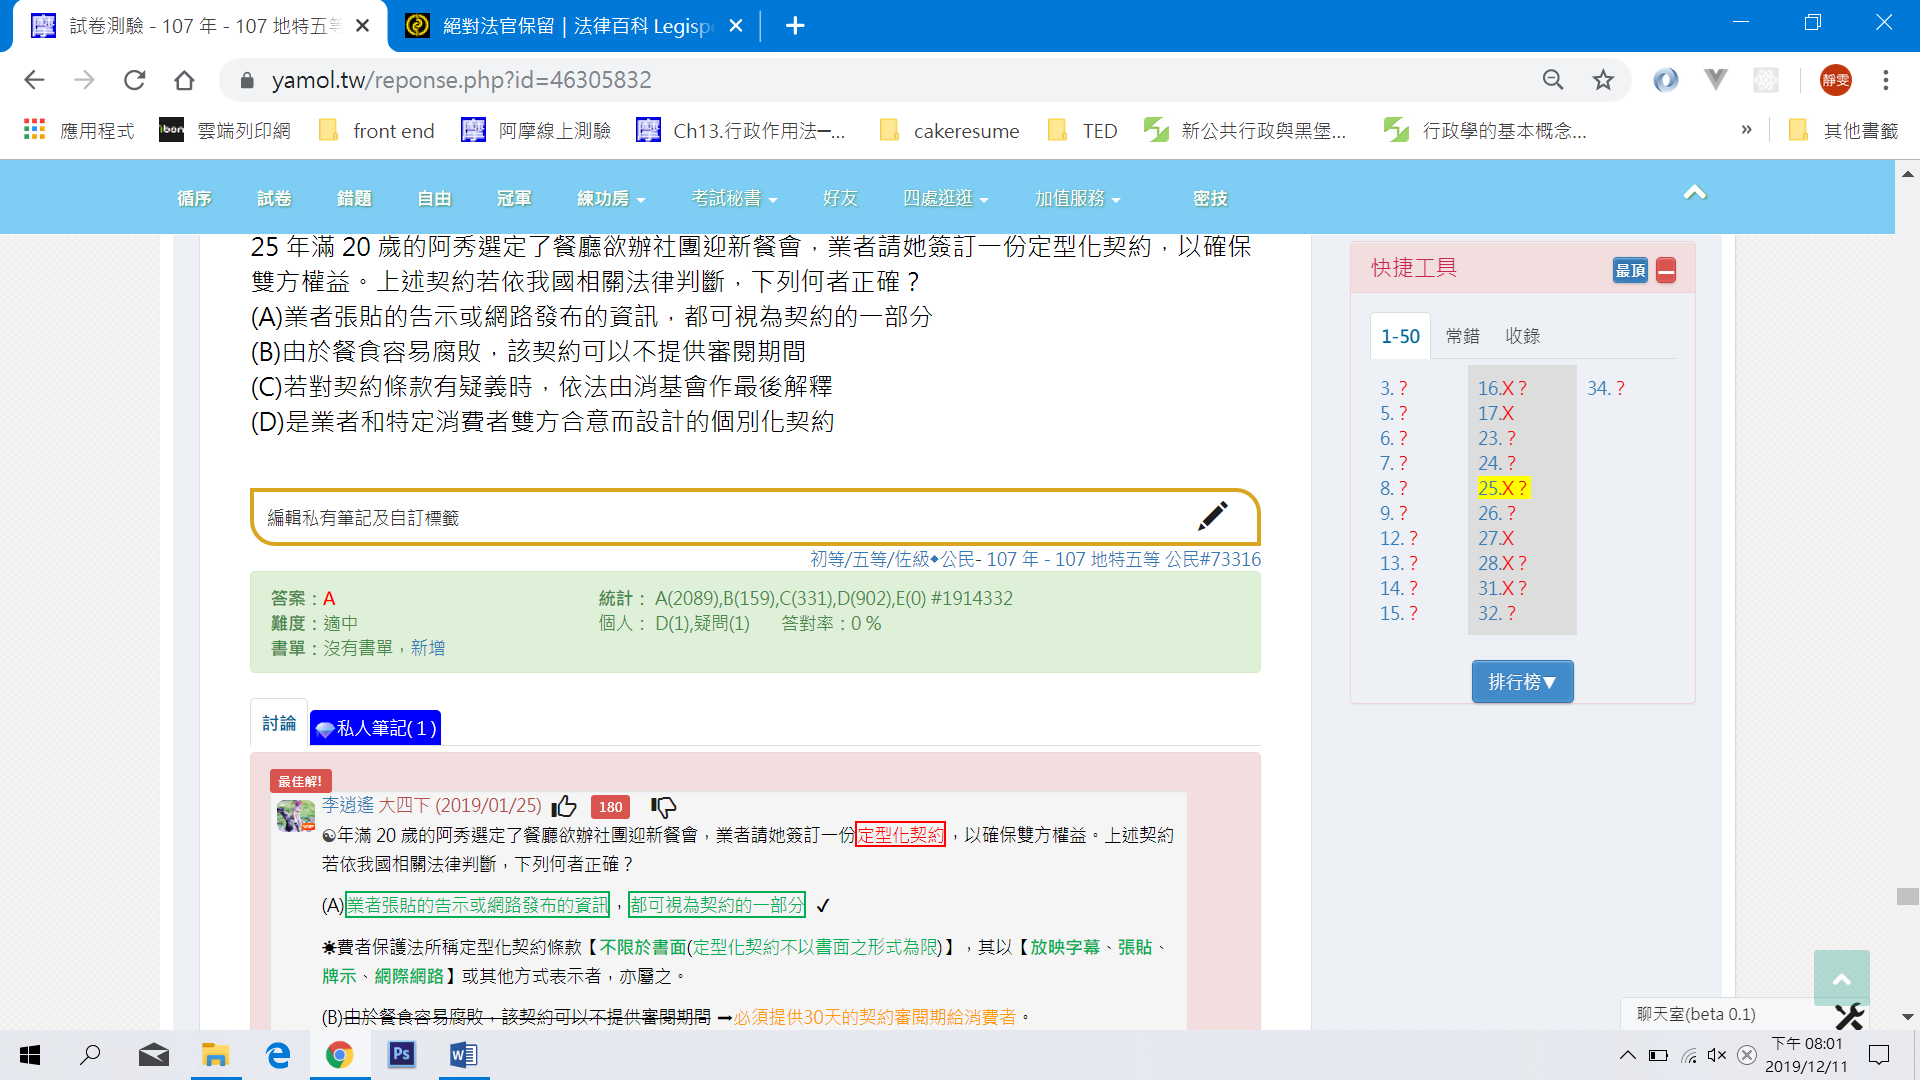 試卷測驗 - 107 年 - 107 地特五等
絕對法官保留 | 法律百科 Legisp
yamol.tw/reponse.php?id=46305832
靜雯
應用程式
ibon
雲端列印網
front end
阿摩線上測驗
Ch13.行政作用法─...
cakeresume
TED
新公共行政與黑堡...
行政學的基本概念...
»
其他書籤
循序
試卷
錯題
自由
冠軍
練功房
考試秘書
好友
四處逛逛
加值服務
密技
25 年滿 20 歲的阿秀選定了餐廳欲辦社團迎新餐會，業者請她簽訂一份定型化契約，以確保
雙方權益。上述契約若依我國相關法律判斷，下列何者正確？
(A)業者張貼的告示或網路發布的資訊，都可視為契約的一部分
(B)由於餐食容易腐敗，該契約可以不提供審閱期間
(C)若對契約條款有疑義時，依法由消基會作最後解釋
(D)是業者和特定消費者雙方合意而設計的個別化契約
編輯私有筆記及自訂標籤
初等/五等/佐級◆公民- 107 年 - 107 地特五等 公民#73316
答案：A
難度：適中
書單：沒有書單，新增
統計： A(2089),B(159),C(331),D(902),E(0) #1914332
個人： D(1),疑問(1) 答對率：0 %
討論
私人筆記( 1 )
最佳解!
李逍遙 大四下 (2019/01/25) 180
☯年滿 20 歲的阿秀選定了餐廳欲辦社團迎新餐會，業者請她簽訂一份定型化契約，以確保雙方權益。上述契約
若依我國相關法律判斷，下列何者正確？
(A)業者張貼的告示或網路發布的資訊，都可視為契約的一部分 ✓
費者保護法所稱定型化契約條款【不限於書面(定型化契約不以書面之形式為限)】，其以【放映字幕、張貼、
牌示、網際網路】或其他方式表示者，亦屬之。
(B)由於餐食容易腐敗，該契約可以不提供審閱期間 ➡必須提供30天的契約審閱期給消費者。
快捷工具
最頂
1-50
常錯
收錄
3. ?
5. ?
6. ?
7. ?
8. ?
9. ?
12. ?
13. ?
14. ?
15. ?
16.X ?
17.X
23. ?
24. ?
25.X ?
26. ?
27.X
28.X ?
31.X ?
32. ?
34. ?
排行榜▼
聊天室(beta 0.1)
Ps
下午 08:01
2019/12/11